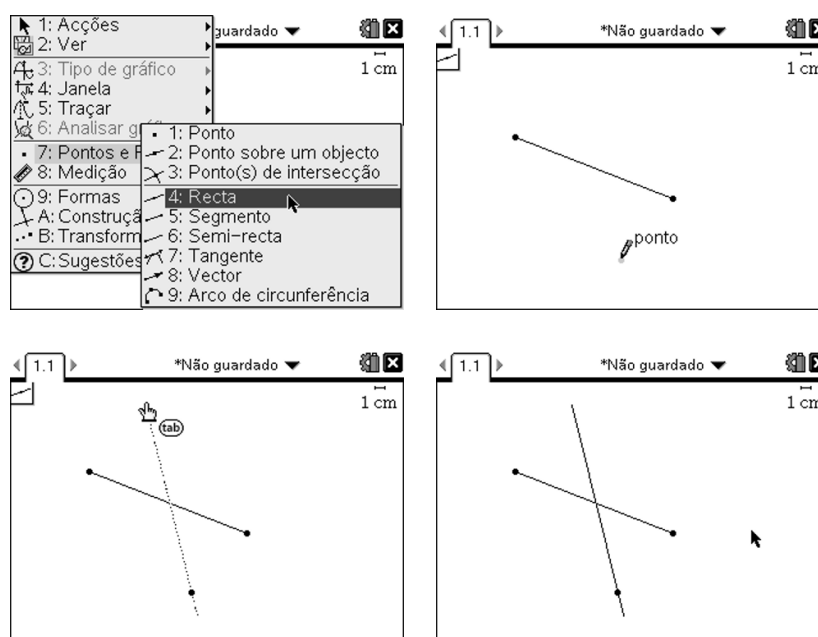 1: Acções
2: Ver
3: Tipo de gráfico
4: Janela
5: Traçar
6: Analisar
7: Pontos e
8: Medição
9: Formas
A: Construçã
B: Transform
C: Sugestões
1: Ponto
2: Ponto sobre um objecto
3: Ponto(s) de intersecção
4: Recta
5: Segmento
6: Semi-recta
7: Tangente
8: Vector
9: Arco de circunferência
guardado
1 cm
1.1 *Não guardado
1 cm
ponto
1.1 *Não guardado
1 cm
tab
1.1 *Não guardado
1 cm